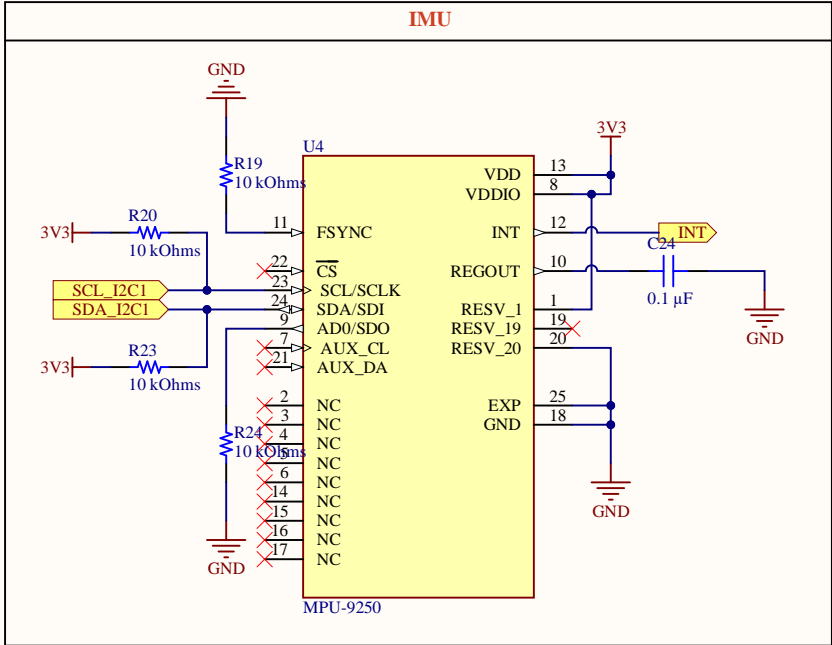 IMU
GND
U4
3V3
R19
10 kOhms
VDD 13
VDDIO 8
R20
3V3
10 kOhms
11 FSYNC
INT 12
INT
C24
22 CS
REGOUT 10
0.1 µF
SCL_I2C1
23 SCL/SCLK
SDA_I2C1
24 SDA/SDI
RESV_1 1
9 AD0/SDO
RESV_19 19
GND
7 AUX_CL
RESV_20 20
R23
3V3
10 kOhms
21 AUX_DA
2 NC
EXP 25
3 NC
GND 18
R24
10 kOhms
4 NC
5 NC
6 NC
14 NC
GND
15 NC
16 NC
17 NC
GND
MPU-9250